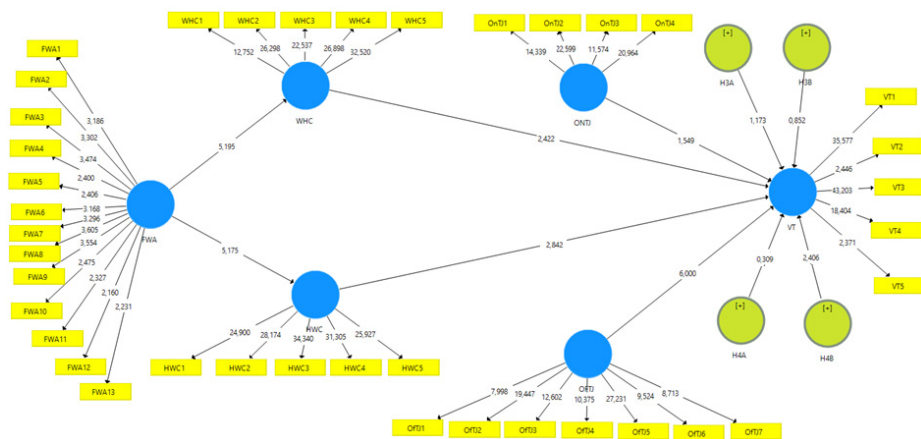 WHC1
WHC2
WHC3
WHC4
WHC5
12,752
26,298
22,537
26,898
32,520
WHC
OnTJ1
OnTJ2
OnTJ3
OnTJ4
14,339
22,599
11,574
20,964
ONTJ
[+]
H3A
[+]
H3B
1,173
0,852
FWA1
FWA2
FWA3
FWA4
FWA5
FWA6
FWA7
FWA8
FWA9
FWA10
FWA11
FWA12
FWA13
3,186
3,302
3,474
2,400
2,406
3,168
3,296
3,605
3,554
2,475
2,327
2,160
2,231
FWA
5,195
5,175
2,422
1,549
2,842
6,000
VT1
VT2
VT3
VT4
VT5
35,577
2,446
43,203
18,404
2,371
VT
0,309
2,406
[+]
H4A
[+]
H4B
HWC
24,900
28,174
34,340
31,305
25,927
HWC1
HWC2
HWC3
HWC4
HWC5
OFTJ
7,998
19,447
12,602
10,375
27,231
9,524
8,713
OfTJ1
OfTJ2
OfTJ3
OfTJ4
OfTJ5
OfTJ6
OfTJ7